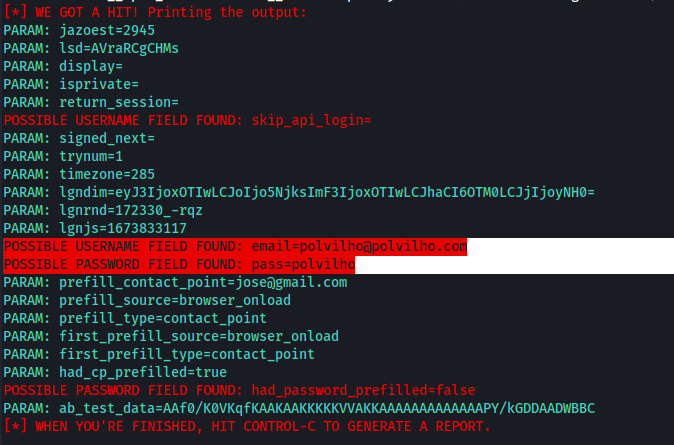 [*] WE GOT A HIT! Printing the output:
PARAM: jazoest=2945
PARAM: lsd=AVraRCgCHMs
PARAM: display=
PARAM: isprivate=
PARAM: return_session=
POSSIBLE USERNAME FIELD FOUND: skip_api_login=
PARAM: signed_next=
PARAM: trynum=1
PARAM: timezone=285
PARAM: lgndim=eyJ3IjoxOTIwLCJoIjo5NjksImF3IjoxOTIwLCJhaCI6OTM0LCJjIjoyNH0=
PARAM: lgnrnd=172330_-rqz
PARAM: lgnjs=1673833117
POSSIBLE USERNAME FIELD FOUND: email=polvilho@polvilho.com
POSSIBLE PASSWORD FIELD FOUND: pass=polvilho
PARAM: prefill_contact_point=jose@gmail.com
PARAM: prefill_source=browser_onload
PARAM: prefill_type=contact_point
PARAM: first_prefill_source=browser_onload
PARAM: first_prefill_type=contact_point
PARAM: had_cp_prefilled=true
POSSIBLE PASSWORD FIELD FOUND: had_password_prefilled=false
PARAM: ab_test_data=AAf0/K0VKqfKAAKAAKKKKKVVAKKAAAAAAAAAAAAAPY/kGDDAADWBBC
[*] WHEN YOU'RE FINISHED, HIT CONTROL-C TO GENERATE A REPORT.